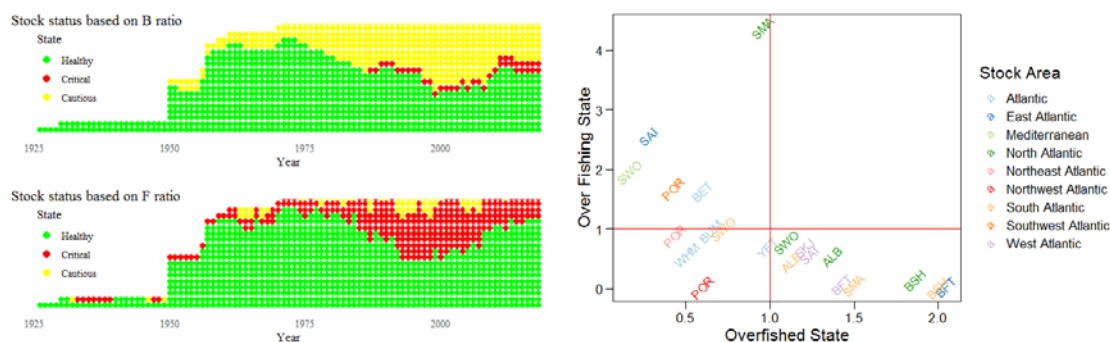 Stock status based on B ratio
State
Healthy
Critical
Cautious
1925
1950
1975
2000
Year
Stock status based on F ratio
State
Healthy
Critical
Cautious
1925
1950
1975
2000
Year
Over Fishing State
4
3
2
1
0
SMA
SAI
SWO
POR
BET
POR
BUM
SWO
WHM
YFT
SWO
SKJ
SAI
ALB
ALB
POR
BFT
SMA
BSH
BSH
BFT
0.5
1.0
1.5
2.0
Overfished State
Stock Area
Atlantic
East Atlantic
Mediterranean
North Atlantic
Northeast Atlantic
Northwest Atlantic
South Atlantic
Southwest Atlantic
West Atlantic